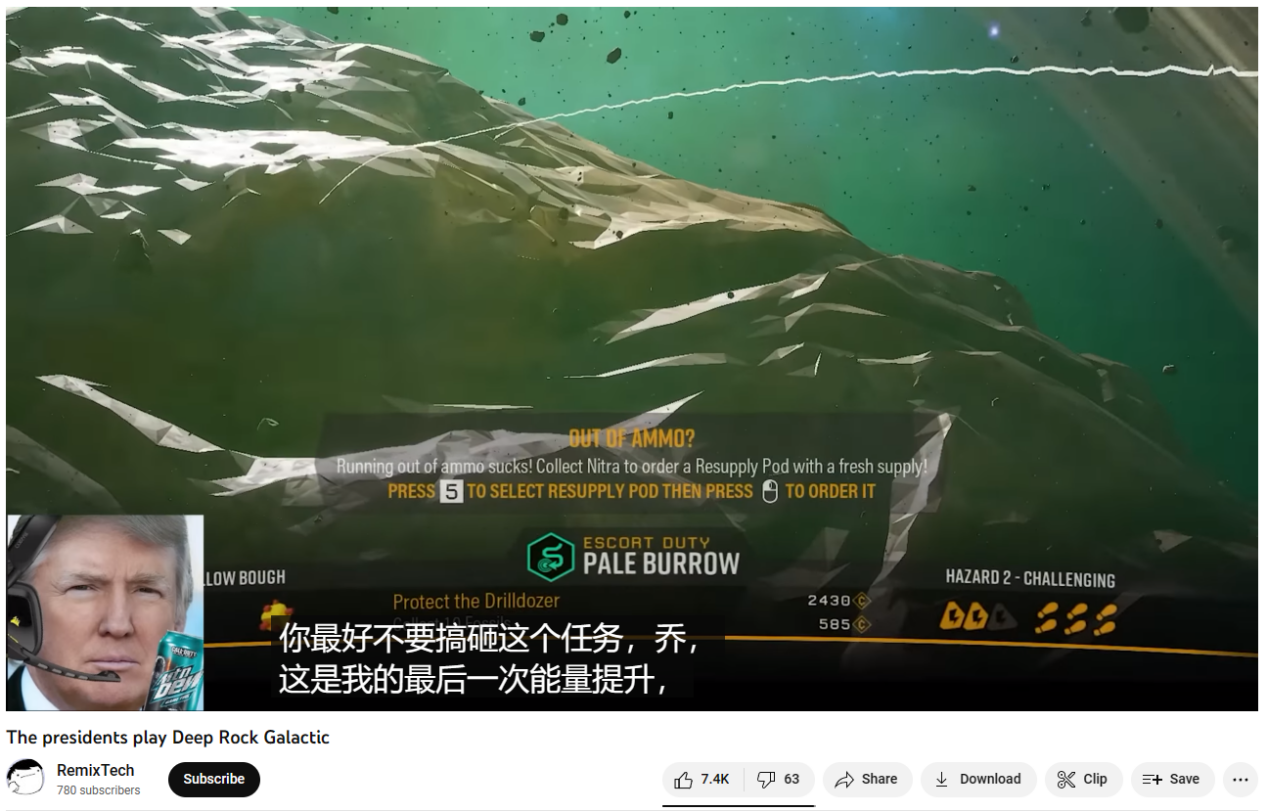 OUT OF AMMO?
Running out of ammo sucks! Collect Nitra to order a Resupply Pod with a fresh supply!
PRESS 5 TO SELECT RESUPPLY POD THEN PRESS TO ORDER IT
ESCORT DUTY
PALE BURROW
LLOW BOUGH
HAZARD 2 - CHALLENGING
Protect the Drilldozer
2430
585
你最好不要搞砸这个任务，乔，
这是我的最后一次能量提升，
The presidents play Deep Rock Galactic
RemixTech
780 subscribers
Subscribe
7.4K
63
Share
Download
Clip
Save